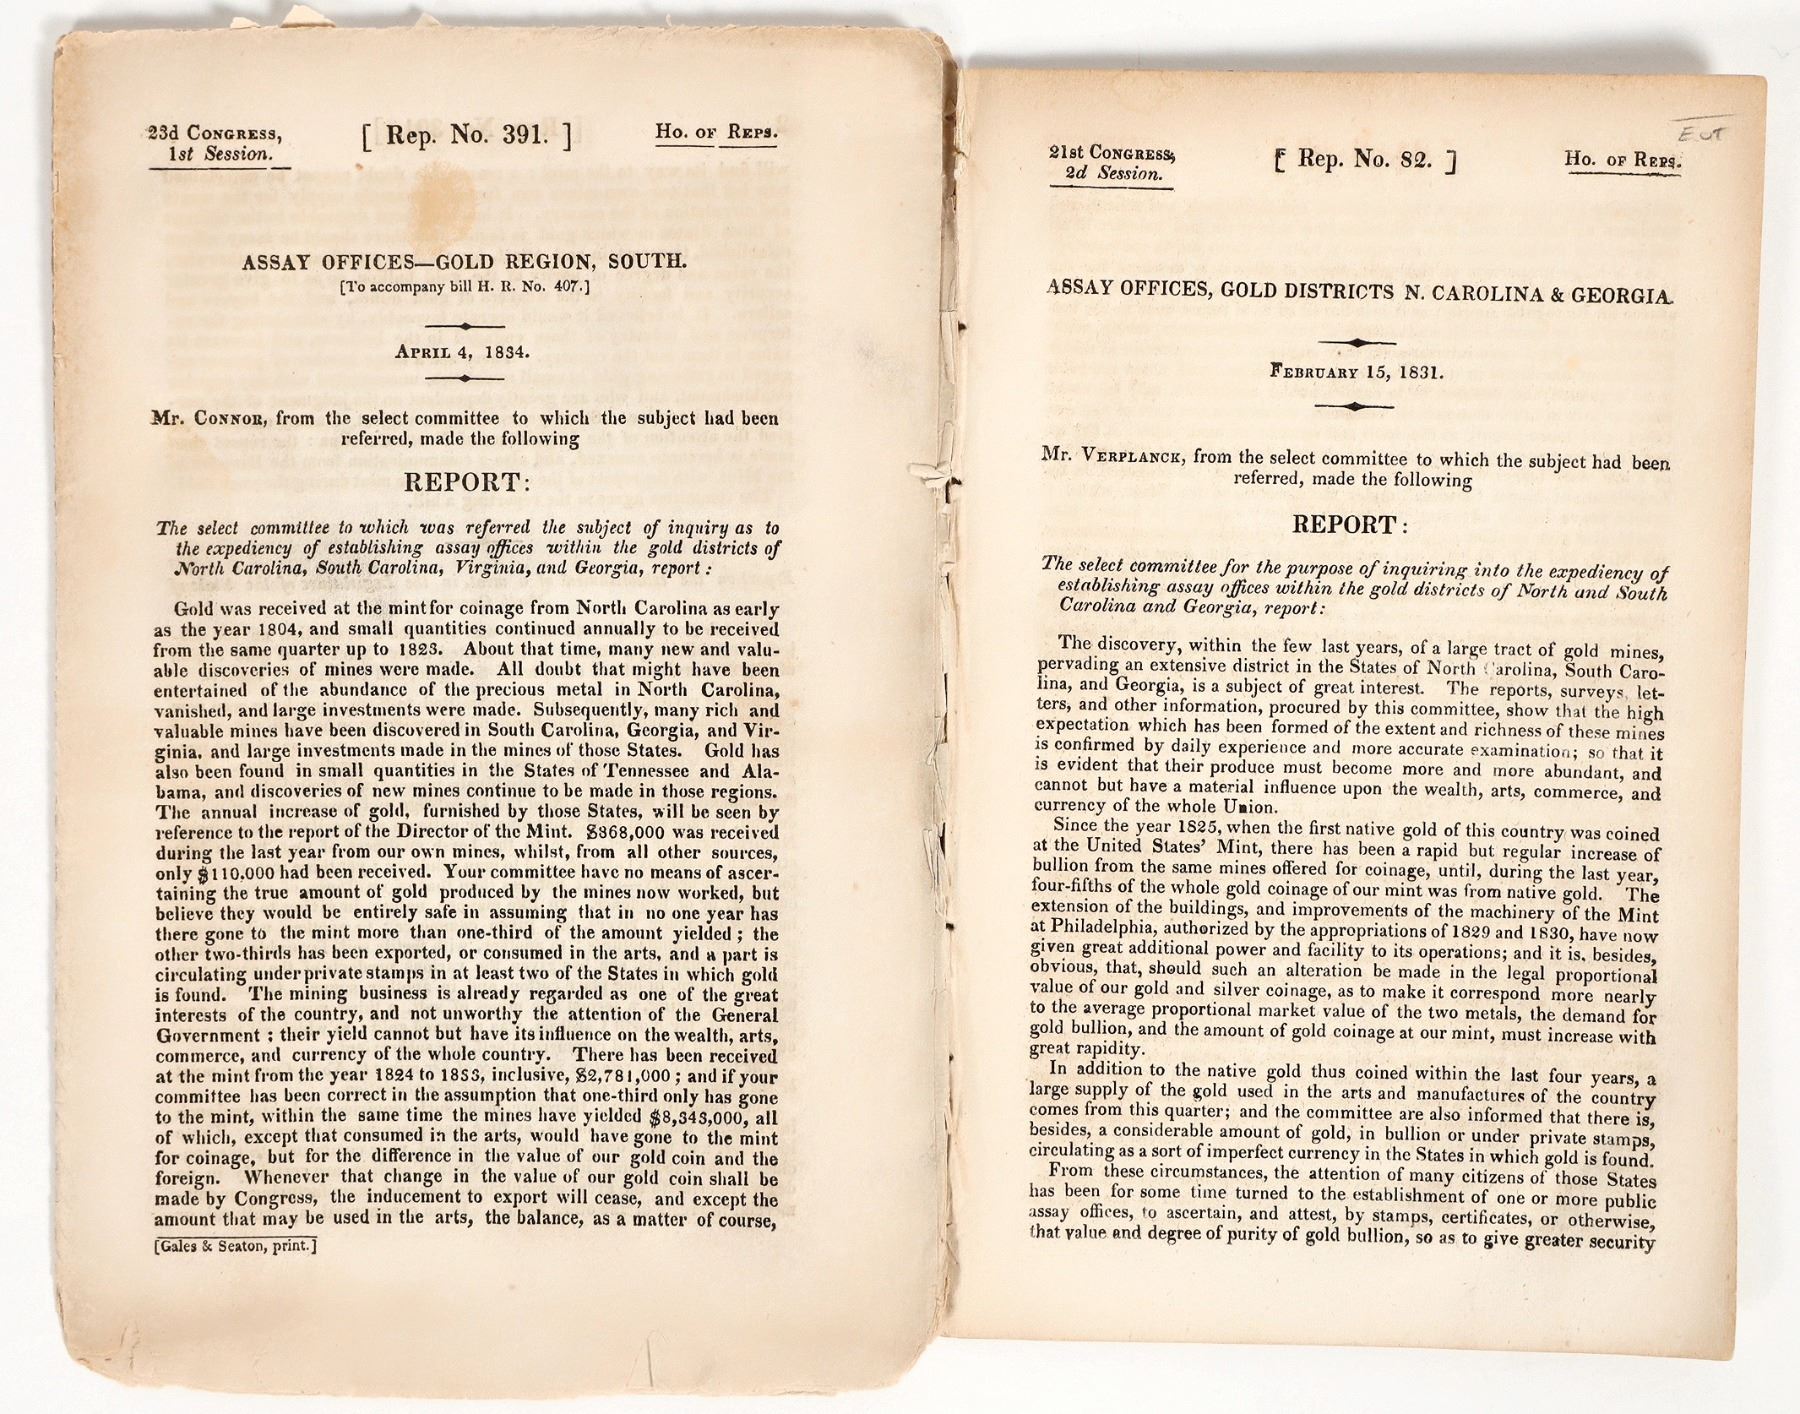 23d Congress,
1st Session.
[ Rep. No. 391. ]
Ho. of Reps.
ASSAY OFFICES—GOLD REGION, SOUTH.
[To accompany bill H. R. No. 407.]
April 4, 1834.
Mr. Connor, from the select committee to which the subject had been
referred, made the following
REPORT:
The select committee to which was referred the subject of inquiry as to
the expediency of establishing assay offices within the gold districts of
North Carolina, South Carolina, Virginia, and Georgia, report:
Gold was received at the mint for coinage from North Carolina as early
as the year 1804, and small quantities continued annually to be received
from the same quarter up to 1823. About that time, many new and valu-
able discoveries of mines were made. All doubt that might have been
entertained of the abundance of the precious metal in North Carolina,
vanished, and large investments were made. Subsequently, many rich and
valuable mines have been discovered in South Carolina, Georgia, and Vir-
ginia, and large investments made in the mines of those States. Gold has
also been found in small quantities in the States of Tennessee and Ala-
bama, and discoveries of new mines continue to be made in those regions.
The annual increase of gold, furnished by those States, will be seen by
reference to the report of the Director of the Mint. $868,000 was received
during the last year from our own mines, whilst, from all other sources,
only $110,000 had been received. Your committee have no means of ascer-
taining the true amount of gold produced by the mines now worked, but
believe they would be entirely safe in assuming that in no one year has
there gone to the mint more than one-third of the amount yielded; the
other two-thirds has been exported, or consumed in the arts, and a part is
circulating under private stamps in at least two of the States in which gold
is found. The mining business is already regarded as one of the great
interests of the country, and not unworthy the attention of the General
Government; their yield cannot but have its influence on the wealth, arts,
commerce, and currency of the whole country. There has been received
at the mint from the year 1824 to 1833, inclusive, $2,781,000; and if your
committee has been correct in the assumption that one-third only has gone
to the mint, within the same time the mines have yielded $8,343,000, all
of which, except that consumed in the arts, would have gone to the mint
for coinage, but for the difference in the value of our gold coin and the
foreign. Whenever that change in the value of our gold coin shall be
made by Congress, the inducement to export will cease, and except the
amount that may be used in the arts, the balance, as a matter of course,
[Gales & Seaton, print.]
EUT
21st Congress,
2d Session.
[ Rep. No. 82. ]
Ho. of Reps.
ASSAY OFFICES, GOLD DISTRICTS N. CAROLINA & GEORGIA.
February 15, 1831.
Mr. Verplanck, from the select committee to which the subject had been
referred, made the following
REPORT:
The select committee for the purpose of inquiring into the expediency of
establishing assay offices within the gold districts of North and South
Carolina and Georgia, report:
The discovery, within the few last years, of a large tract of gold mines,
pervading an extensive district in the States of North Carolina, South Caro-
lina, and Georgia, is a subject of great interest. The reports, surveys, let-
ters, and other information, procured by this committee, show that the high
expectation which has been formed of the extent and richness of these mines
is confirmed by daily experience and more accurate examination; so that it
is evident that their produce must become more and more abundant, and
cannot but have a material influence upon the wealth, arts, commerce, and
currency of the whole Union.
Since the year 1825, when the first native gold of this country was coined
at the United States' Mint, there has been a rapid but regular increase of
bullion from the same mines offered for coinage, until, during the last year,
four-fifths of the whole gold coinage of our mint was from native gold. The
extension of the buildings, and improvements of the machinery of the Mint
at Philadelphia, authorized by the appropriations of 1829 and 1830, have now
given great additional power and facility to its operations; and it is, besides,
obvious, that, should such an alteration be made in the legal proportional
value of our gold and silver coinage, as to make it correspond more nearly
to the average proportional market value of the two metals, the demand for
gold bullion, and the amount of gold coinage at our mint, must increase with
great rapidity.
In addition to the native gold thus coined within the last four years, a
large supply of the gold used in the arts and manufactures of the country
comes from this quarter; and the committee are also informed that there is,
besides, a considerable amount of gold, in bullion or under private stamps,
circulating as a sort of imperfect currency in the States in which gold is found.
From these circumstances, the attention of many citizens of those States
has been for some time turned to the establishment of one or more public
assay offices, to ascertain, and attest, by stamps, certificates, or otherwise,
that value and degree of purity of gold bullion, so as to give greater security